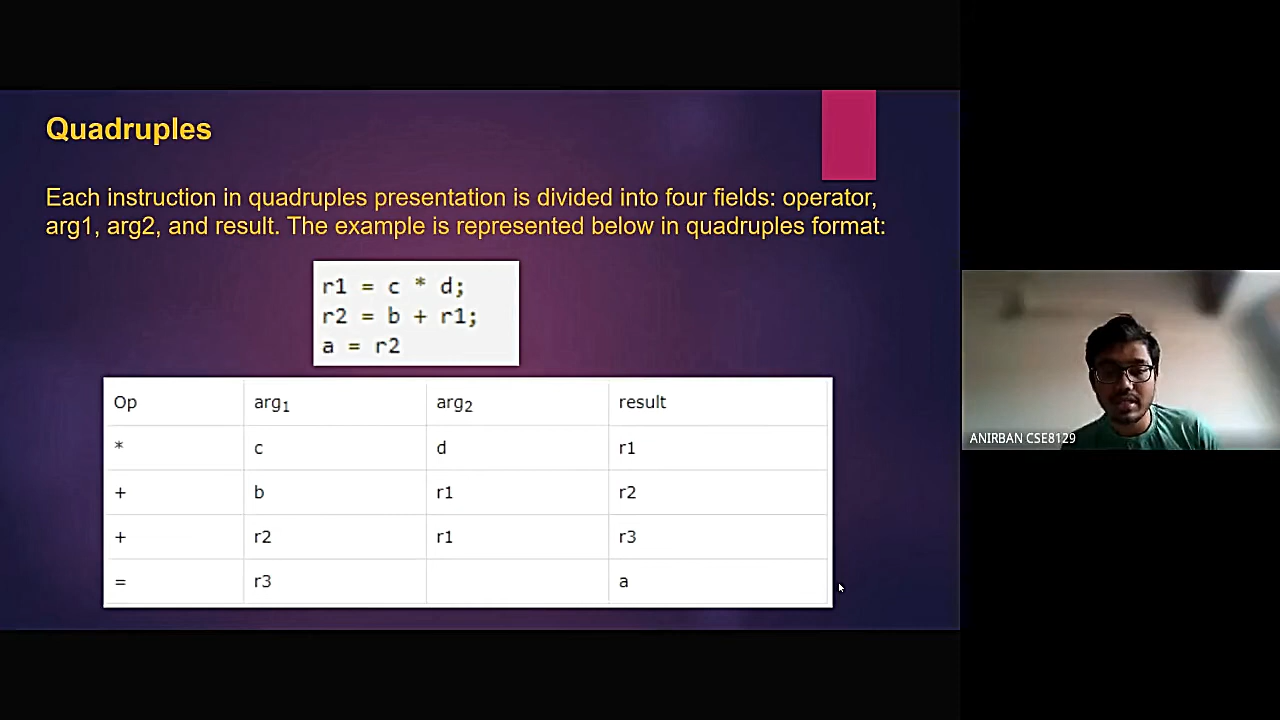 Quadruples
Each instruction in quadruples presentation is divided into four fields: operator,
arg1, arg2, and result. The example is represented below in quadruples format:
r1 = c * d;
r2 = b + r1;
a = r2
Op arg1 arg2 result
* c d r1
+ b r1 r2
+ r2 r1 r3
= r3 a
ANIRBAN CSE8129